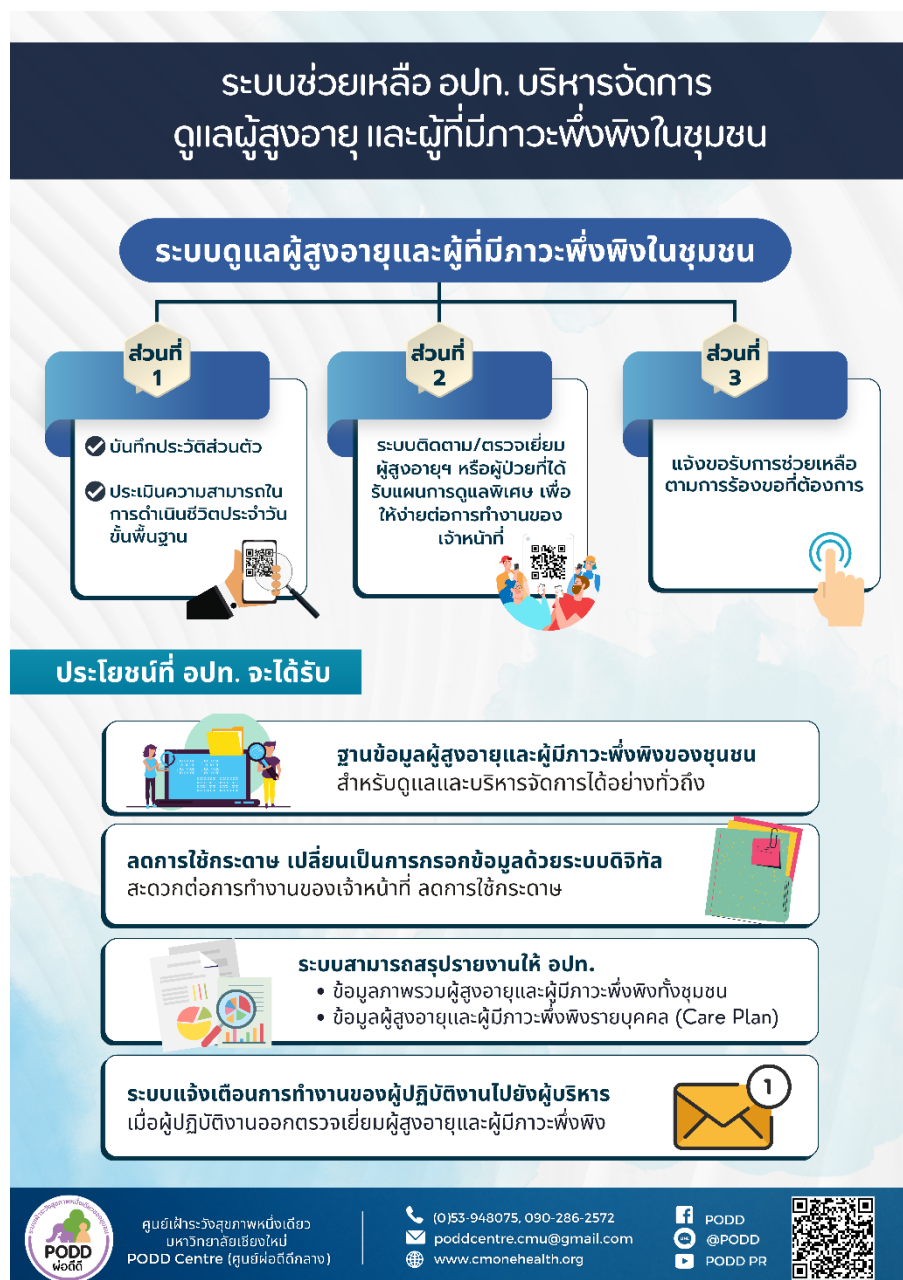 ระบบช่วยเหลือ อปท. บริหารจัดการ
ดูแลผู้สูงอายุ และผู้ที่มีภาวะพึ่งพิงในชุมชน
ระบบดูแลผู้สูงอายุและผู้ที่มีภาวะพึ่งพิงในชุมชน
ส่วนที่
1
บันทึกประวัติส่วนตัว
ประเมินความสามารถใน
การดำเนินชีวิตประจำวัน
ขั้นพื้นฐาน
ส่วนที่
2
ระบบติดตาม/ตรวจเยี่ยม
ผู้สูงอายุฯ หรือผู้ป่วยที่ได้
รับแผนการดูแลพิเศษ เพื่อ
ให้ง่ายต่อการทำงานของ
เจ้าหน้าที่
ส่วนที่
3
แจ้งขอรับการช่วยเหลือ
ตามการร้องขอที่ต้องการ
ประโยชน์ที่ อปท. จะได้รับ
ฐานข้อมูลผู้สูงอายุและผู้มีภาวะพึ่งพิงของชุนชน
สำหรับดูแลและบริหารจัดการได้อย่างทั่วถึง
ลดการใช้กระดาษ เปลี่ยนเป็นการกรอกข้อมูลด้วยระบบดิจิทัล
สะดวกต่อการทำงานของเจ้าหน้าที่ ลดการใช้กระดาษ
ระบบสามารถสรุปรายงานให้ อปท.
• ข้อมูลภาพรวมผู้สูงอายุและผู้มีภาวะพึ่งพิงทั้งชุมชน
• ข้อมูลผู้สูงอายุและผู้มีภาวะพึ่งพิงรายบุคคล (Care Plan)
ระบบแจ้งเตือนการทำงานของผู้ปฏิบัติงานไปยังผู้บริหาร
เมื่อผู้ปฏิบัติงานออกตรวจเยี่ยมผู้สูงอายุและผู้มีภาวะพึ่งพิง
1
PODD
ผ่อดีดี
ศูนย์เฝ้าระวังสุขภาพหนึ่งเดียว
มหาวิทยาลัยเชียงใหม่
PODD Centre (ศูนย์ผ่อดีดีกลาง)
(0)53-948075, 090-286-2572
poddcentre.cmu@gmail.com
www.cmonehealth.org
PODD
@PODD
PODD PR